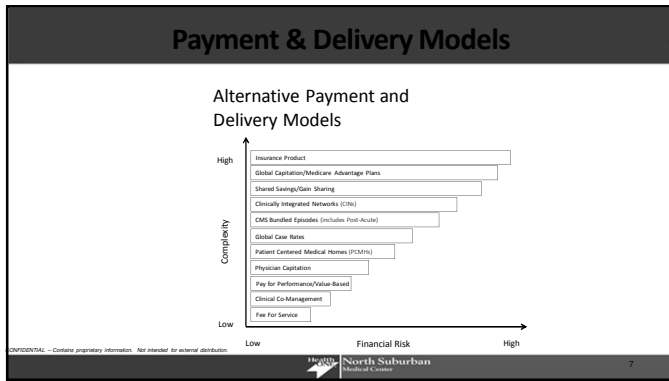 Payment & Delivery Models
Alternative Payment and
Delivery Models
High
Insurance Product
Global Capitation/Medicare Advantage Plans
Shared Savings/Gain Sharing
Clinically Integrated Networks (CINs)
CMS Bundled Episodes (includes Post-Acute)
Global Case Rates
Patient Centered Medical Homes (PCMHs)
Physician Capitation
Pay for Performance/Value-Based
Clinical Co-Management
Fee For Service
Complexity
Low
Low Financial Risk High
CONFIDENTIAL – Contains proprietary information. Not intended for external distribution.
Health ONE
North Suburban
Medical Center
7